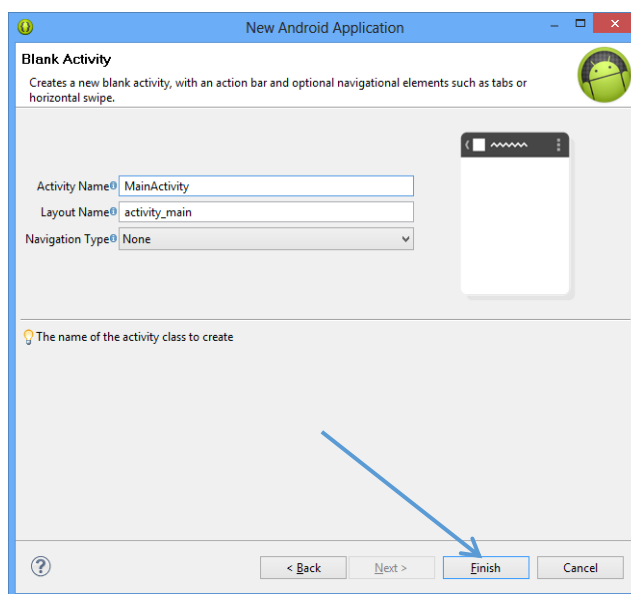 New Android Application
Blank Activity
Creates a new blank activity, with an action bar and optional navigational elements such as tabs or
horizontal swipe.
Activity Name MainActivity
Layout Name activity_main
Navigation Type None
The name of the activity class to create
< Back Next > Finish Cancel